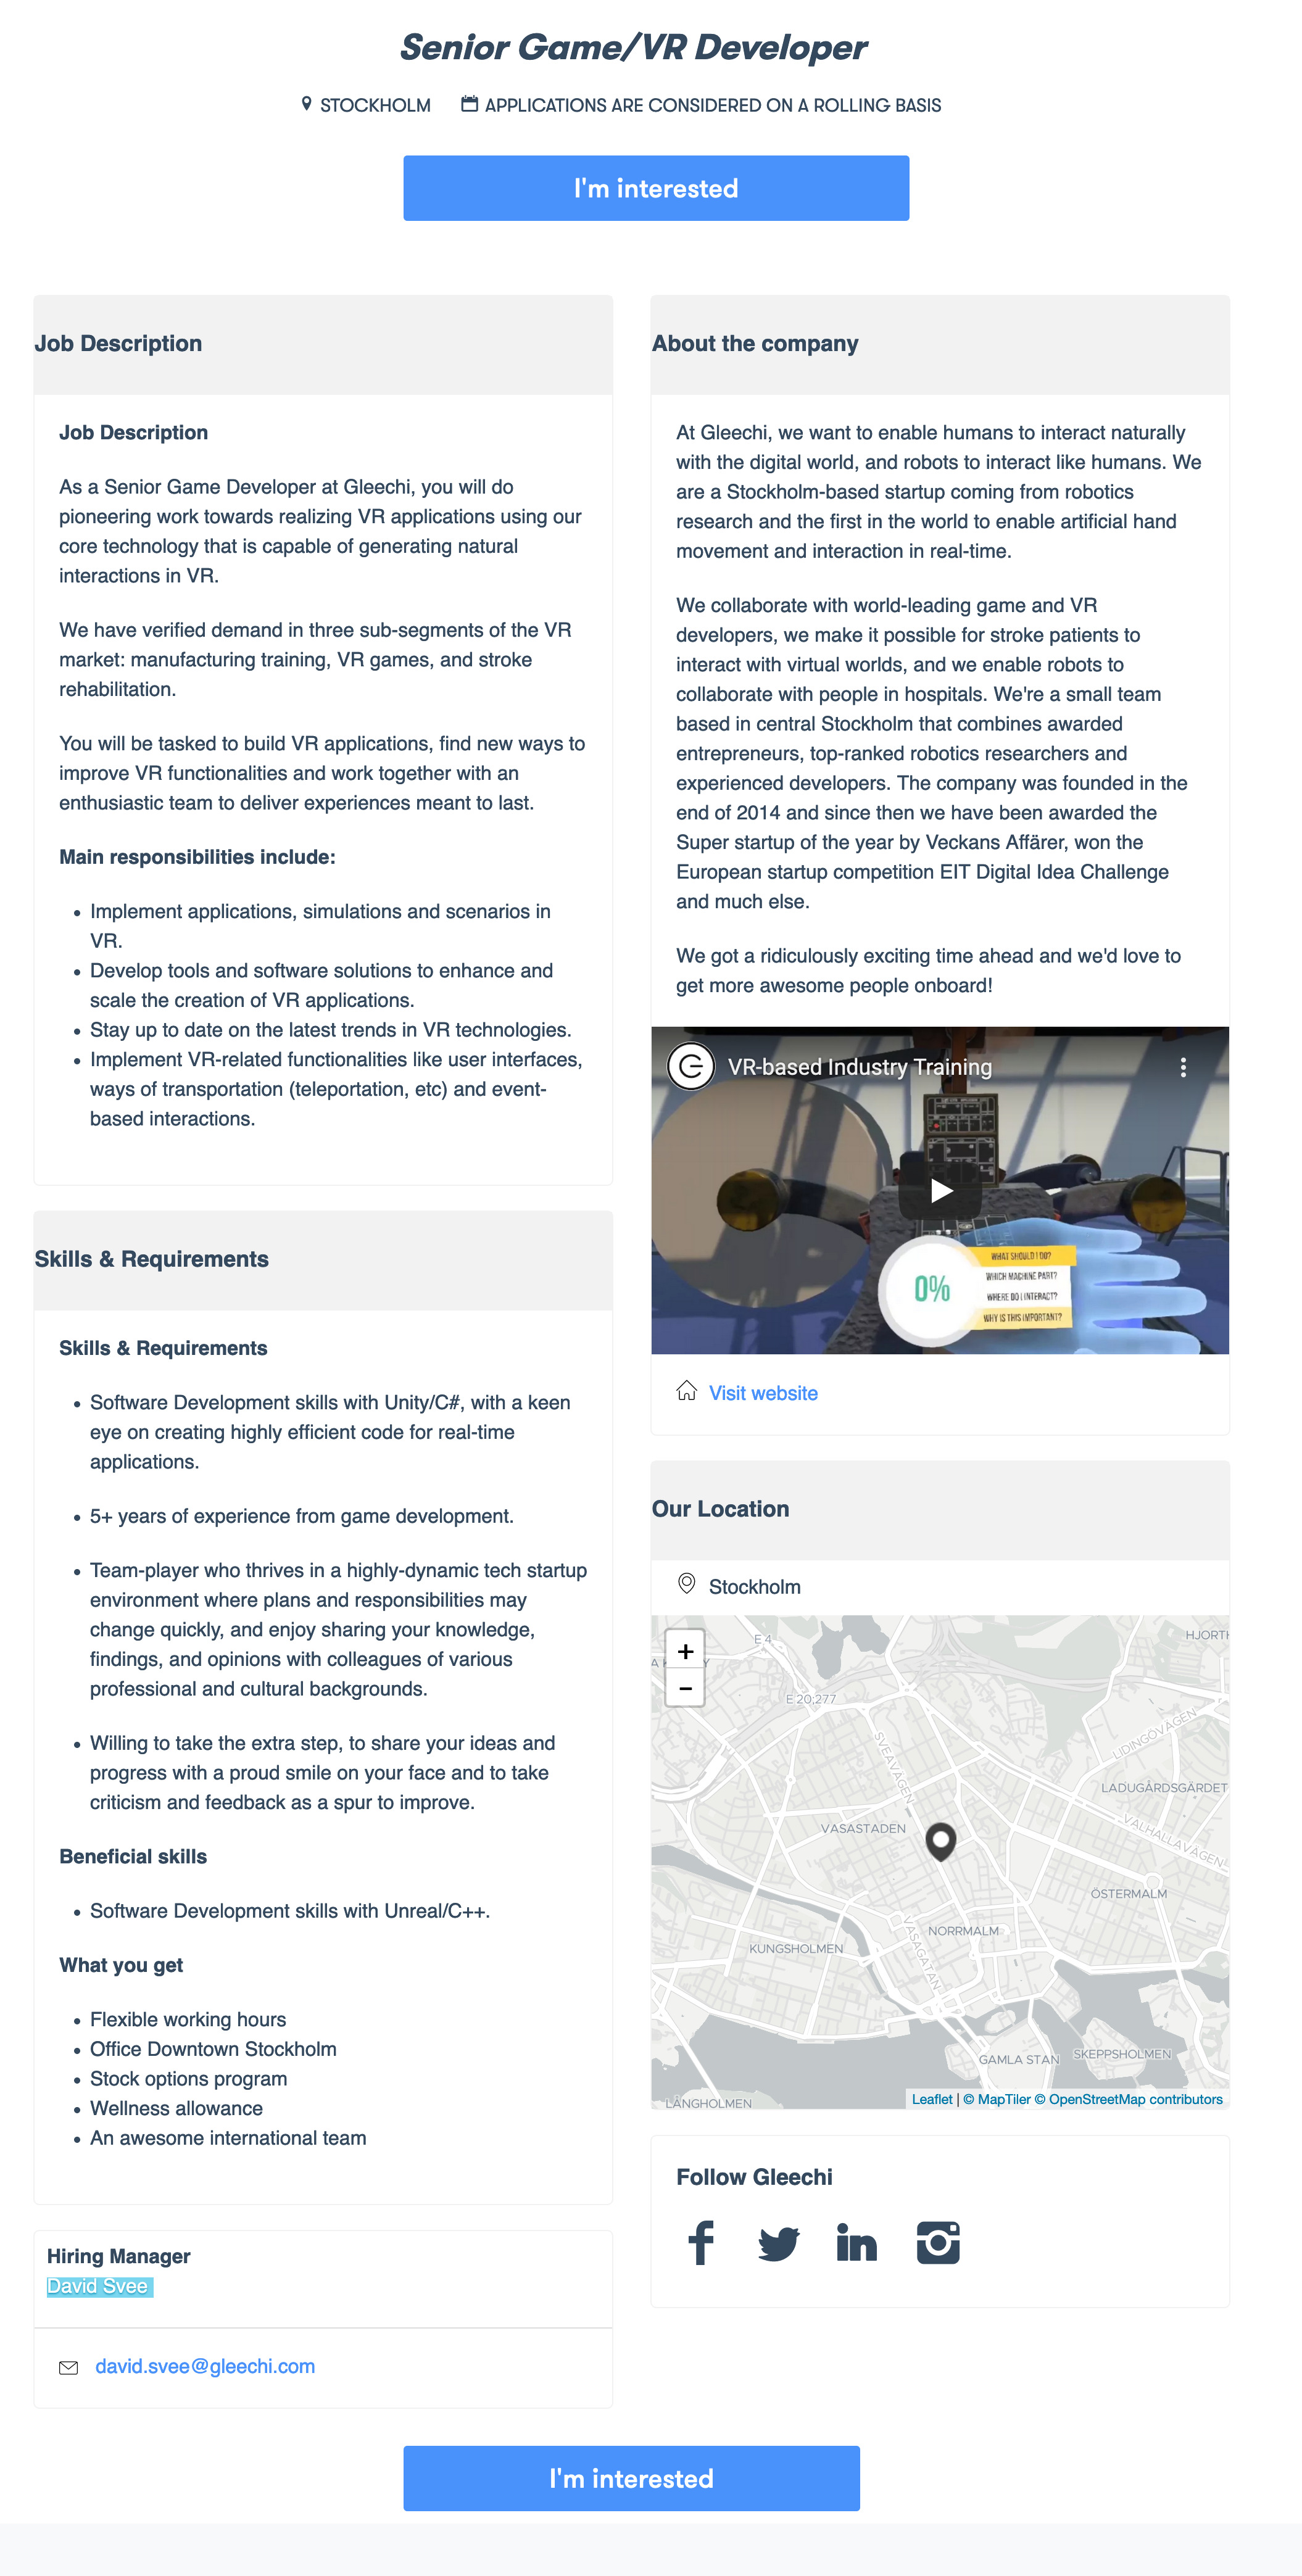 Senior Game/VR Developer
STOCKHOLM
APPLICATIONS ARE CONSIDERED ON A ROLLING BASIS
I'm interested
Job Description
Job Description
As a Senior Game Developer at Gleechi, you will do
pioneering work towards realizing VR applications using our
core technology that is capable of generating natural
interactions in VR.
We have verified demand in three sub-segments of the VR
market: manufacturing training, VR games, and stroke
rehabilitation.
You will be tasked to build VR applications, find new ways to
improve VR functionalities and work together with an
enthusiastic team to deliver experiences meant to last.
Main responsibilities include:
• Implement applications, simulations and scenarios in
VR.
• Develop tools and software solutions to enhance and
scale the creation of VR applications.
• Stay up to date on the latest trends in VR technologies.
• Implement VR-related functionalities like user interfaces,
ways of transportation (teleportation, etc) and event-
based interactions.
Skills & Requirements
Skills & Requirements
• Software Development skills with Unity/C#, with a keen
eye on creating highly efficient code for real-time
applications.
• 5+ years of experience from game development.
• Team-player who thrives in a highly-dynamic tech startup
environment where plans and responsibilities may
change quickly, and enjoy sharing your knowledge,
findings, and opinions with colleagues of various
professional and cultural backgrounds.
• Willing to take the extra step, to share your ideas and
progress with a proud smile on your face and to take
criticism and feedback as a spur to improve.
Beneficial skills
• Software Development skills with Unreal/C++.
What you get
• Flexible working hours
• Office Downtown Stockholm
• Stock options program
• Wellness allowance
• An awesome international team
Hiring Manager
David Svee
david.svee@gleechi.com
About the company
At Gleechi, we want to enable humans to interact naturally
with the digital world, and robots to interact like humans. We
are a Stockholm-based startup coming from robotics
research and the first in the world to enable artificial hand
movement and interaction in real-time.
We collaborate with world-leading game and VR
developers, we make it possible for stroke patients to
interact with virtual worlds, and we enable robots to
collaborate with people in hospitals. We're a small team
based in central Stockholm that combines awarded
entrepreneurs, top-ranked robotics researchers and
experienced developers. The company was founded in the
end of 2014 and since then we have been awarded the
Super startup of the year by Veckans Affärer, won the
European startup competition EIT Digital Idea Challenge
and much else.
We got a ridiculously exciting time ahead and we'd love to
get more awesome people onboard!
VR-based Industry Training
0%
WHAT SHOULD I DO?
WHICH MACHINE PART?
WHERE DO I INTERACT?
WHY IS THIS IMPORTANT?
Visit website
Our Location
Stockholm
+
−
E 4
HJORTH
E 20;277
SVEAVÄGEN
LIDINGÖVÄGEN
LADUGÅRDSGÄRDET
VASASTADEN
VALHALLAVÄGEN
ÖSTERMALM
NORRMALM
VASAGATAN
KUNGSHOLMEN
GAMLA STAN
SKEPPSHOLMEN
LÅNGHOLMEN
Leaflet | © MapTiler © OpenStreetMap contributors
Follow Gleechi
I'm interested